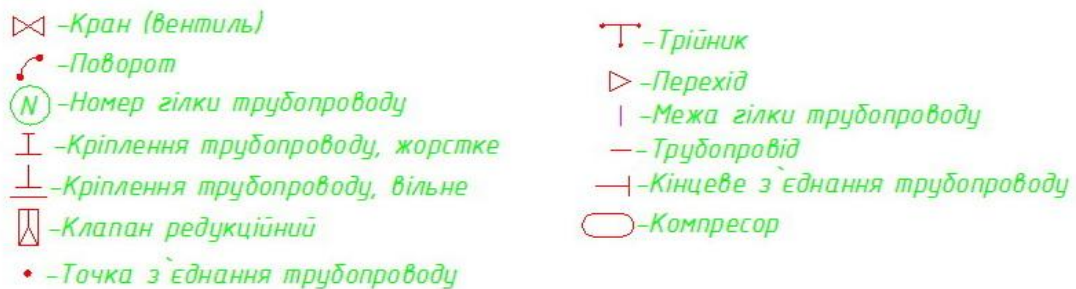 -Кран (вентиль)
-Поворот
N -Номер гілки трубопроводу
-Кріплення трубопроводу, жорстке
-Кріплення трубопроводу, вільне
-Клапан редукційний
-Точка з`єднання трубопроводу
-Трійник
-Перехід
-Межа гілки трубопроводу
-Трубопровід
-Кінцеве з`єднання трубопроводу
-Компресор